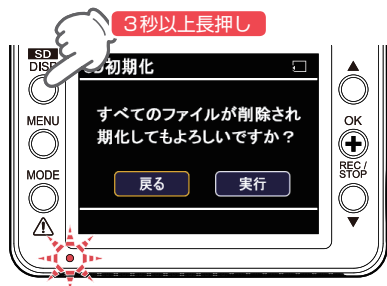 3秒以上長押し
SD
DISP
SD初期化
すべてのファイルが削除され
期化してもよろしいですか？
戻る
実行
MENU
MODE
OK
REC /
STOP